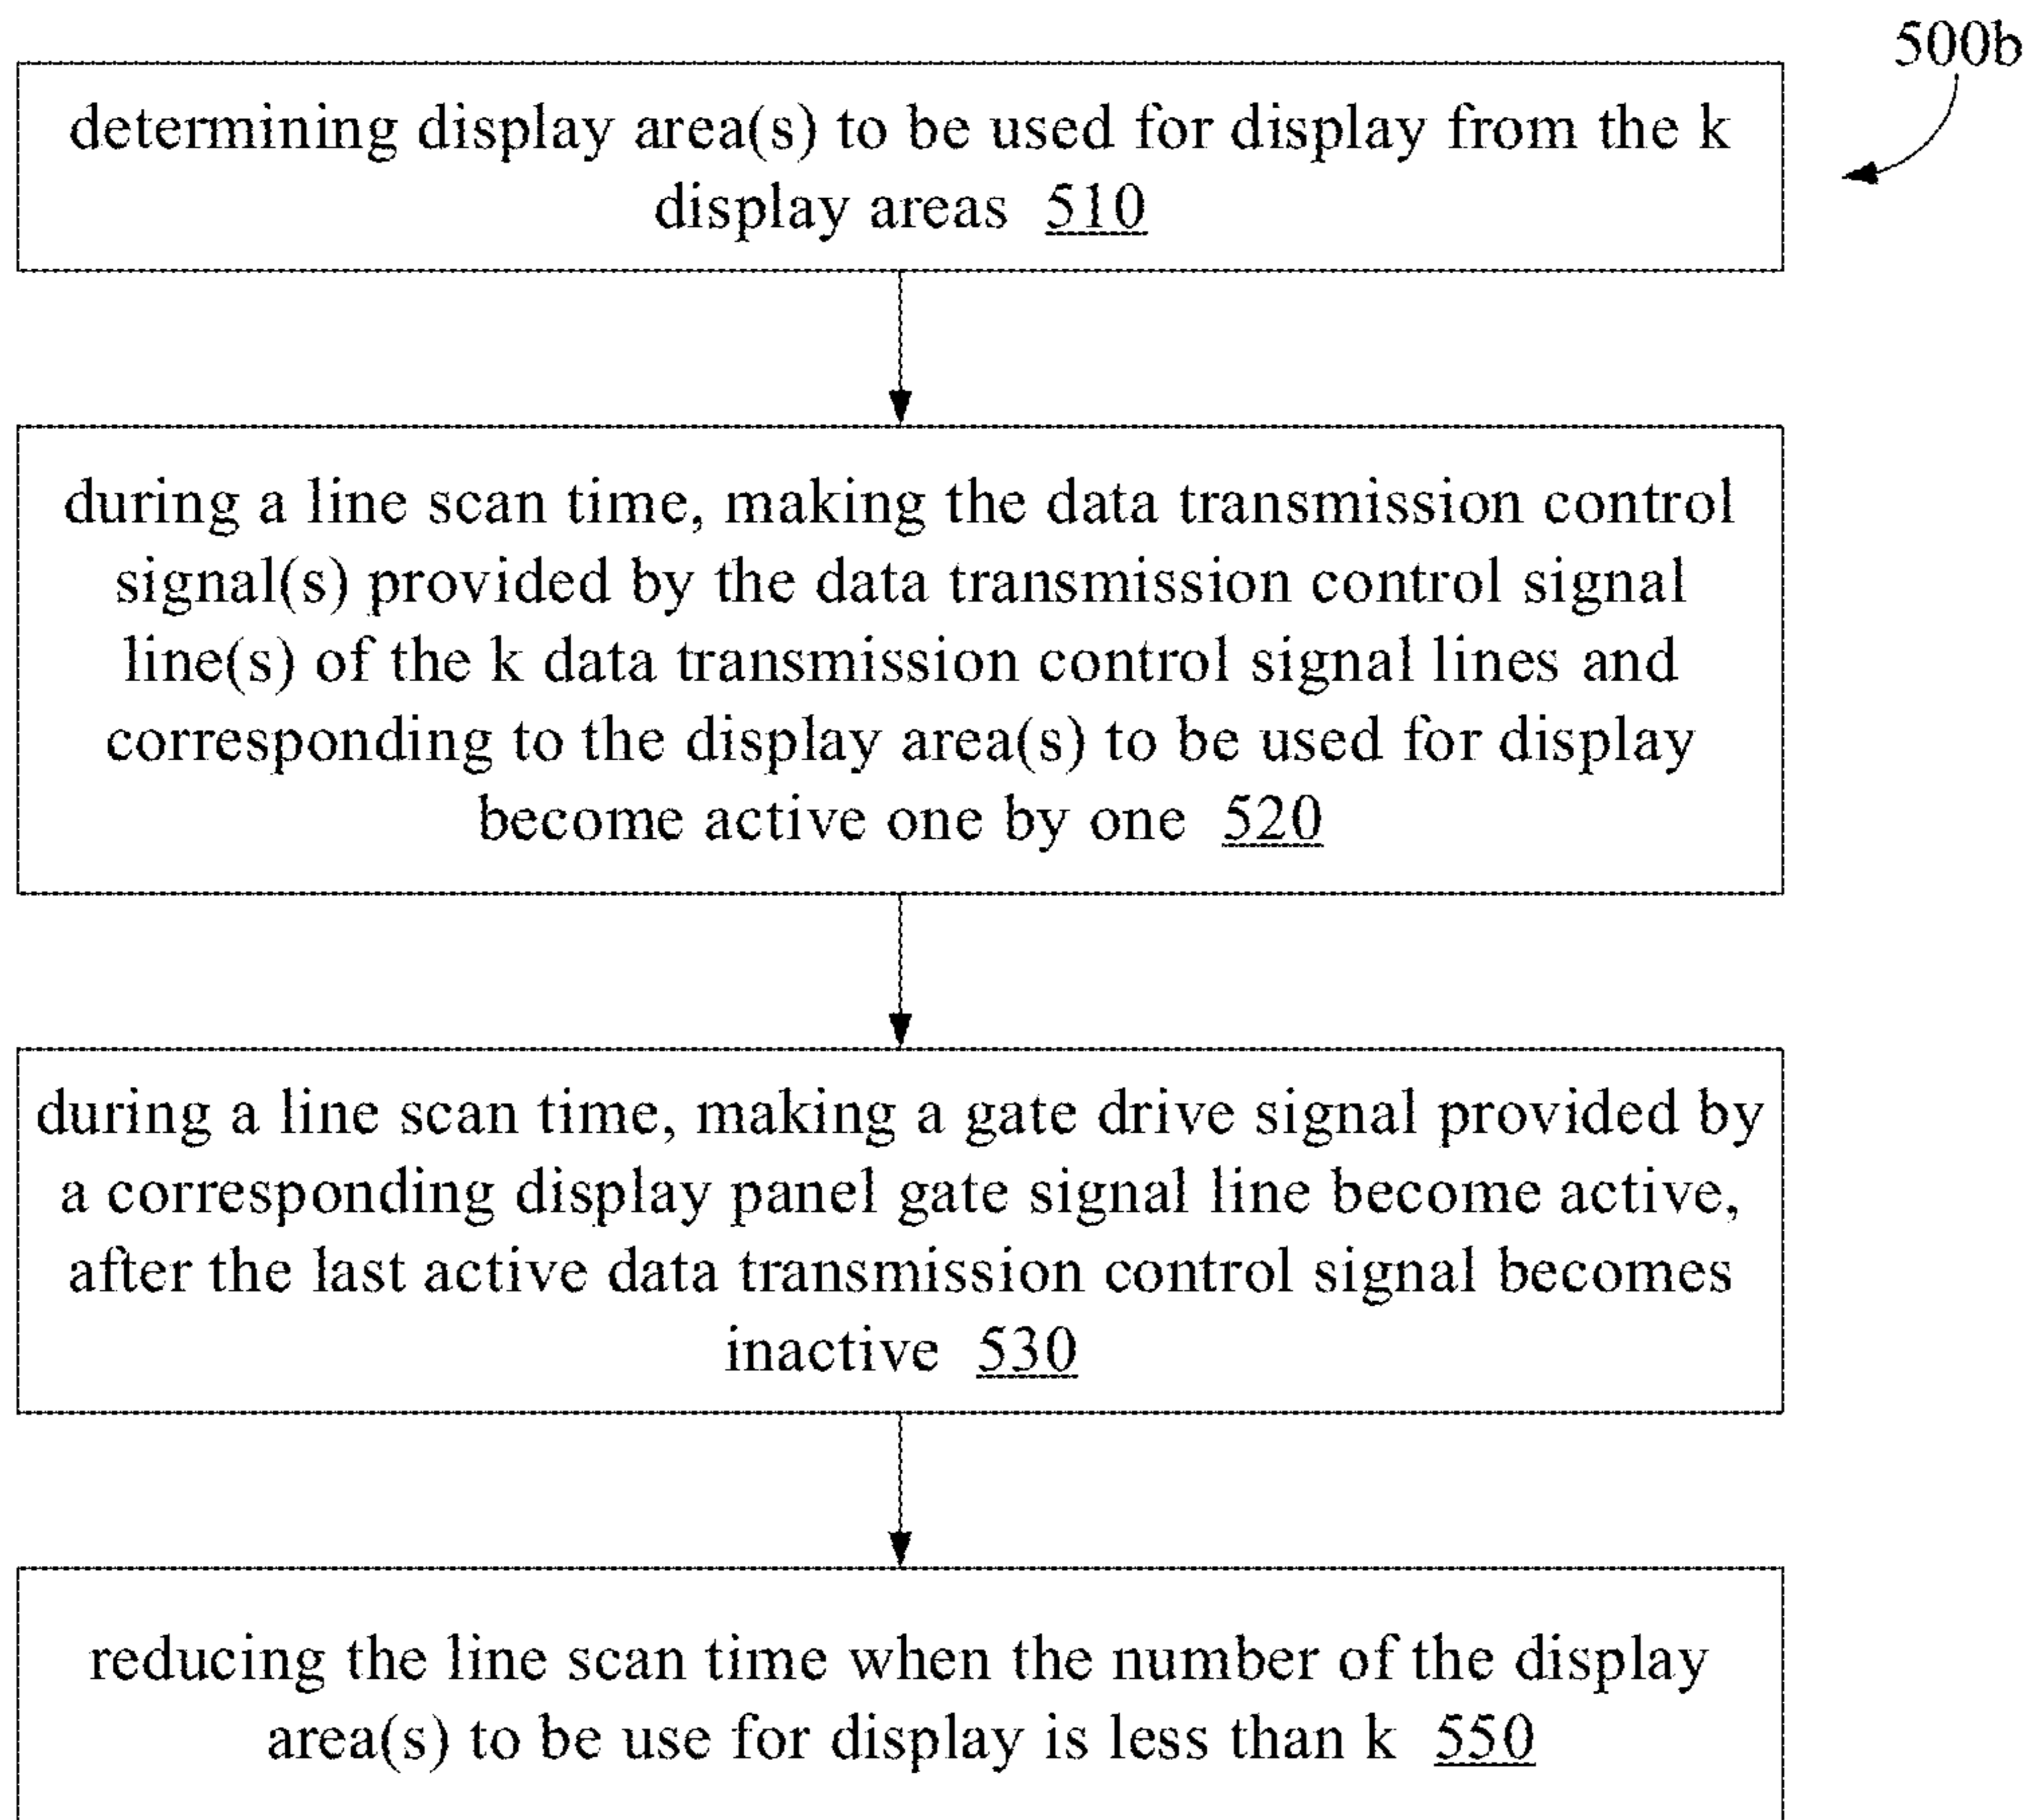 500b
determining display area(s) to be used for display from the k
display areas 510
during a line scan time, making the data transmission control
signal(s) provided by the data transmission control signal
line(s) of the k data transmission control signal lines and
corresponding to the display area(s) to be used for display
become active one by one 520
during a line scan time, making a gate drive signal provided by
a corresponding display panel gate signal line become active,
after the last active data transmission control signal becomes
inactive 530
reducing the line scan time when the number of the display
area(s) to be use for display is less than k 550